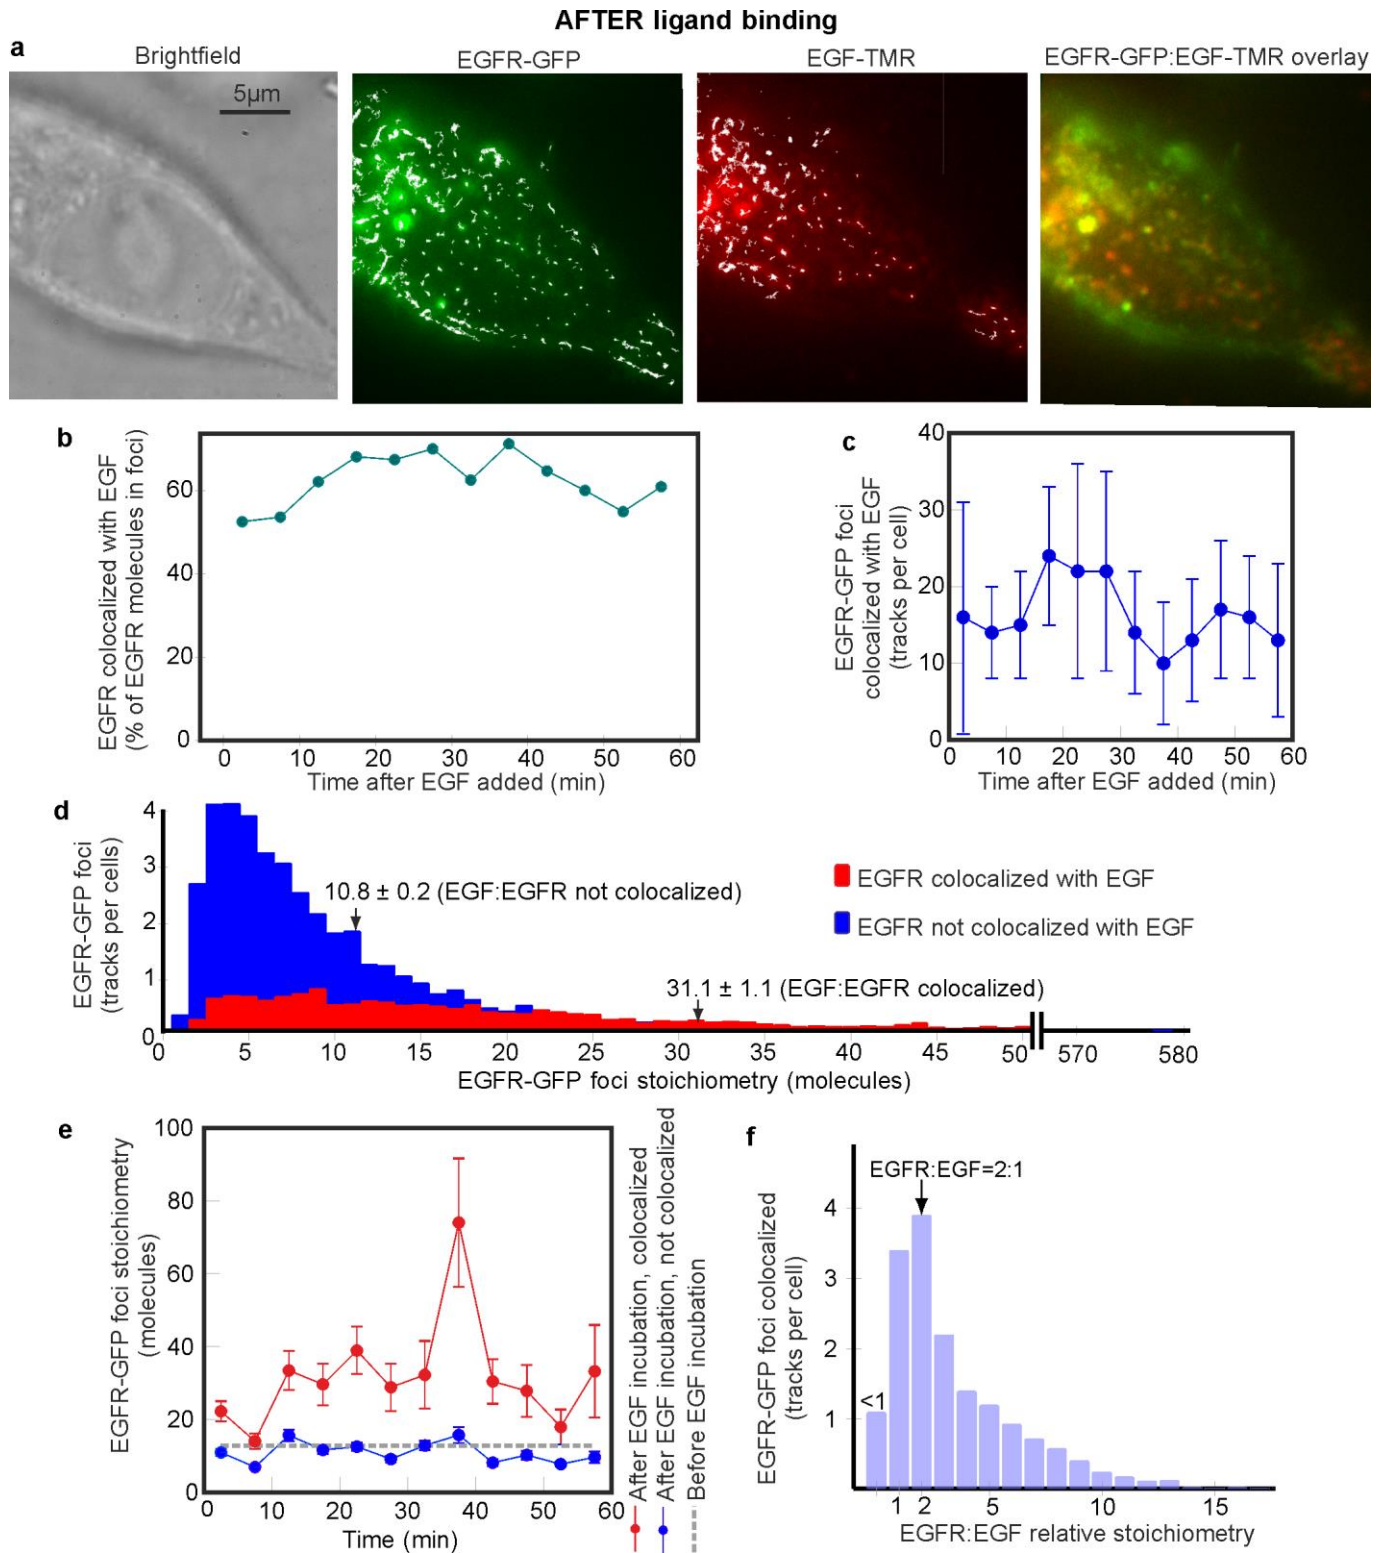 AFTER ligand binding
a
Brightfield
EGFR-GFP
EGF-TMR
EGFR-GFP:EGF-TMR overlay
5µm
b
EGFR colocalized with EGF
(% of EGFR molecules in foci)
60
40
20
0
0 10 20 30 40 50 60
Time after EGF added (min)
c
EGFR-GFP foci
colocalized with EGF
(tracks per cell)
40
30
20
10
0
0 10 20 30 40 50 60
Time after EGF added (min)
d
EGFR-GFP foci
(tracks per cells)
4
3
2
1
0
10.8 ± 0.2 (EGF:EGFR not colocalized)
31.1 ± 1.1 (EGF:EGFR colocalized)
EGFR colocalized with EGF
EGFR not colocalized with EGF
0 5 10 15 20 25 30 35 40 45 50 570 580
EGFR-GFP foci stoichiometry (molecules)
e
EGFR-GFP foci stoichiometry
(molecules)
100
80
60
40
20
0
0 10 20 30 40 50 60
Time (min)
After EGF incubation, colocalized
After EGF incubation, not colocalized
Before EGF incubation
f
EGFR-GFP foci colocalized
(tracks per cell)
EGFR:EGF=2:1
4
3
2
1
<1
1 2 5 10 15
EGFR:EGF relative stoichiometry